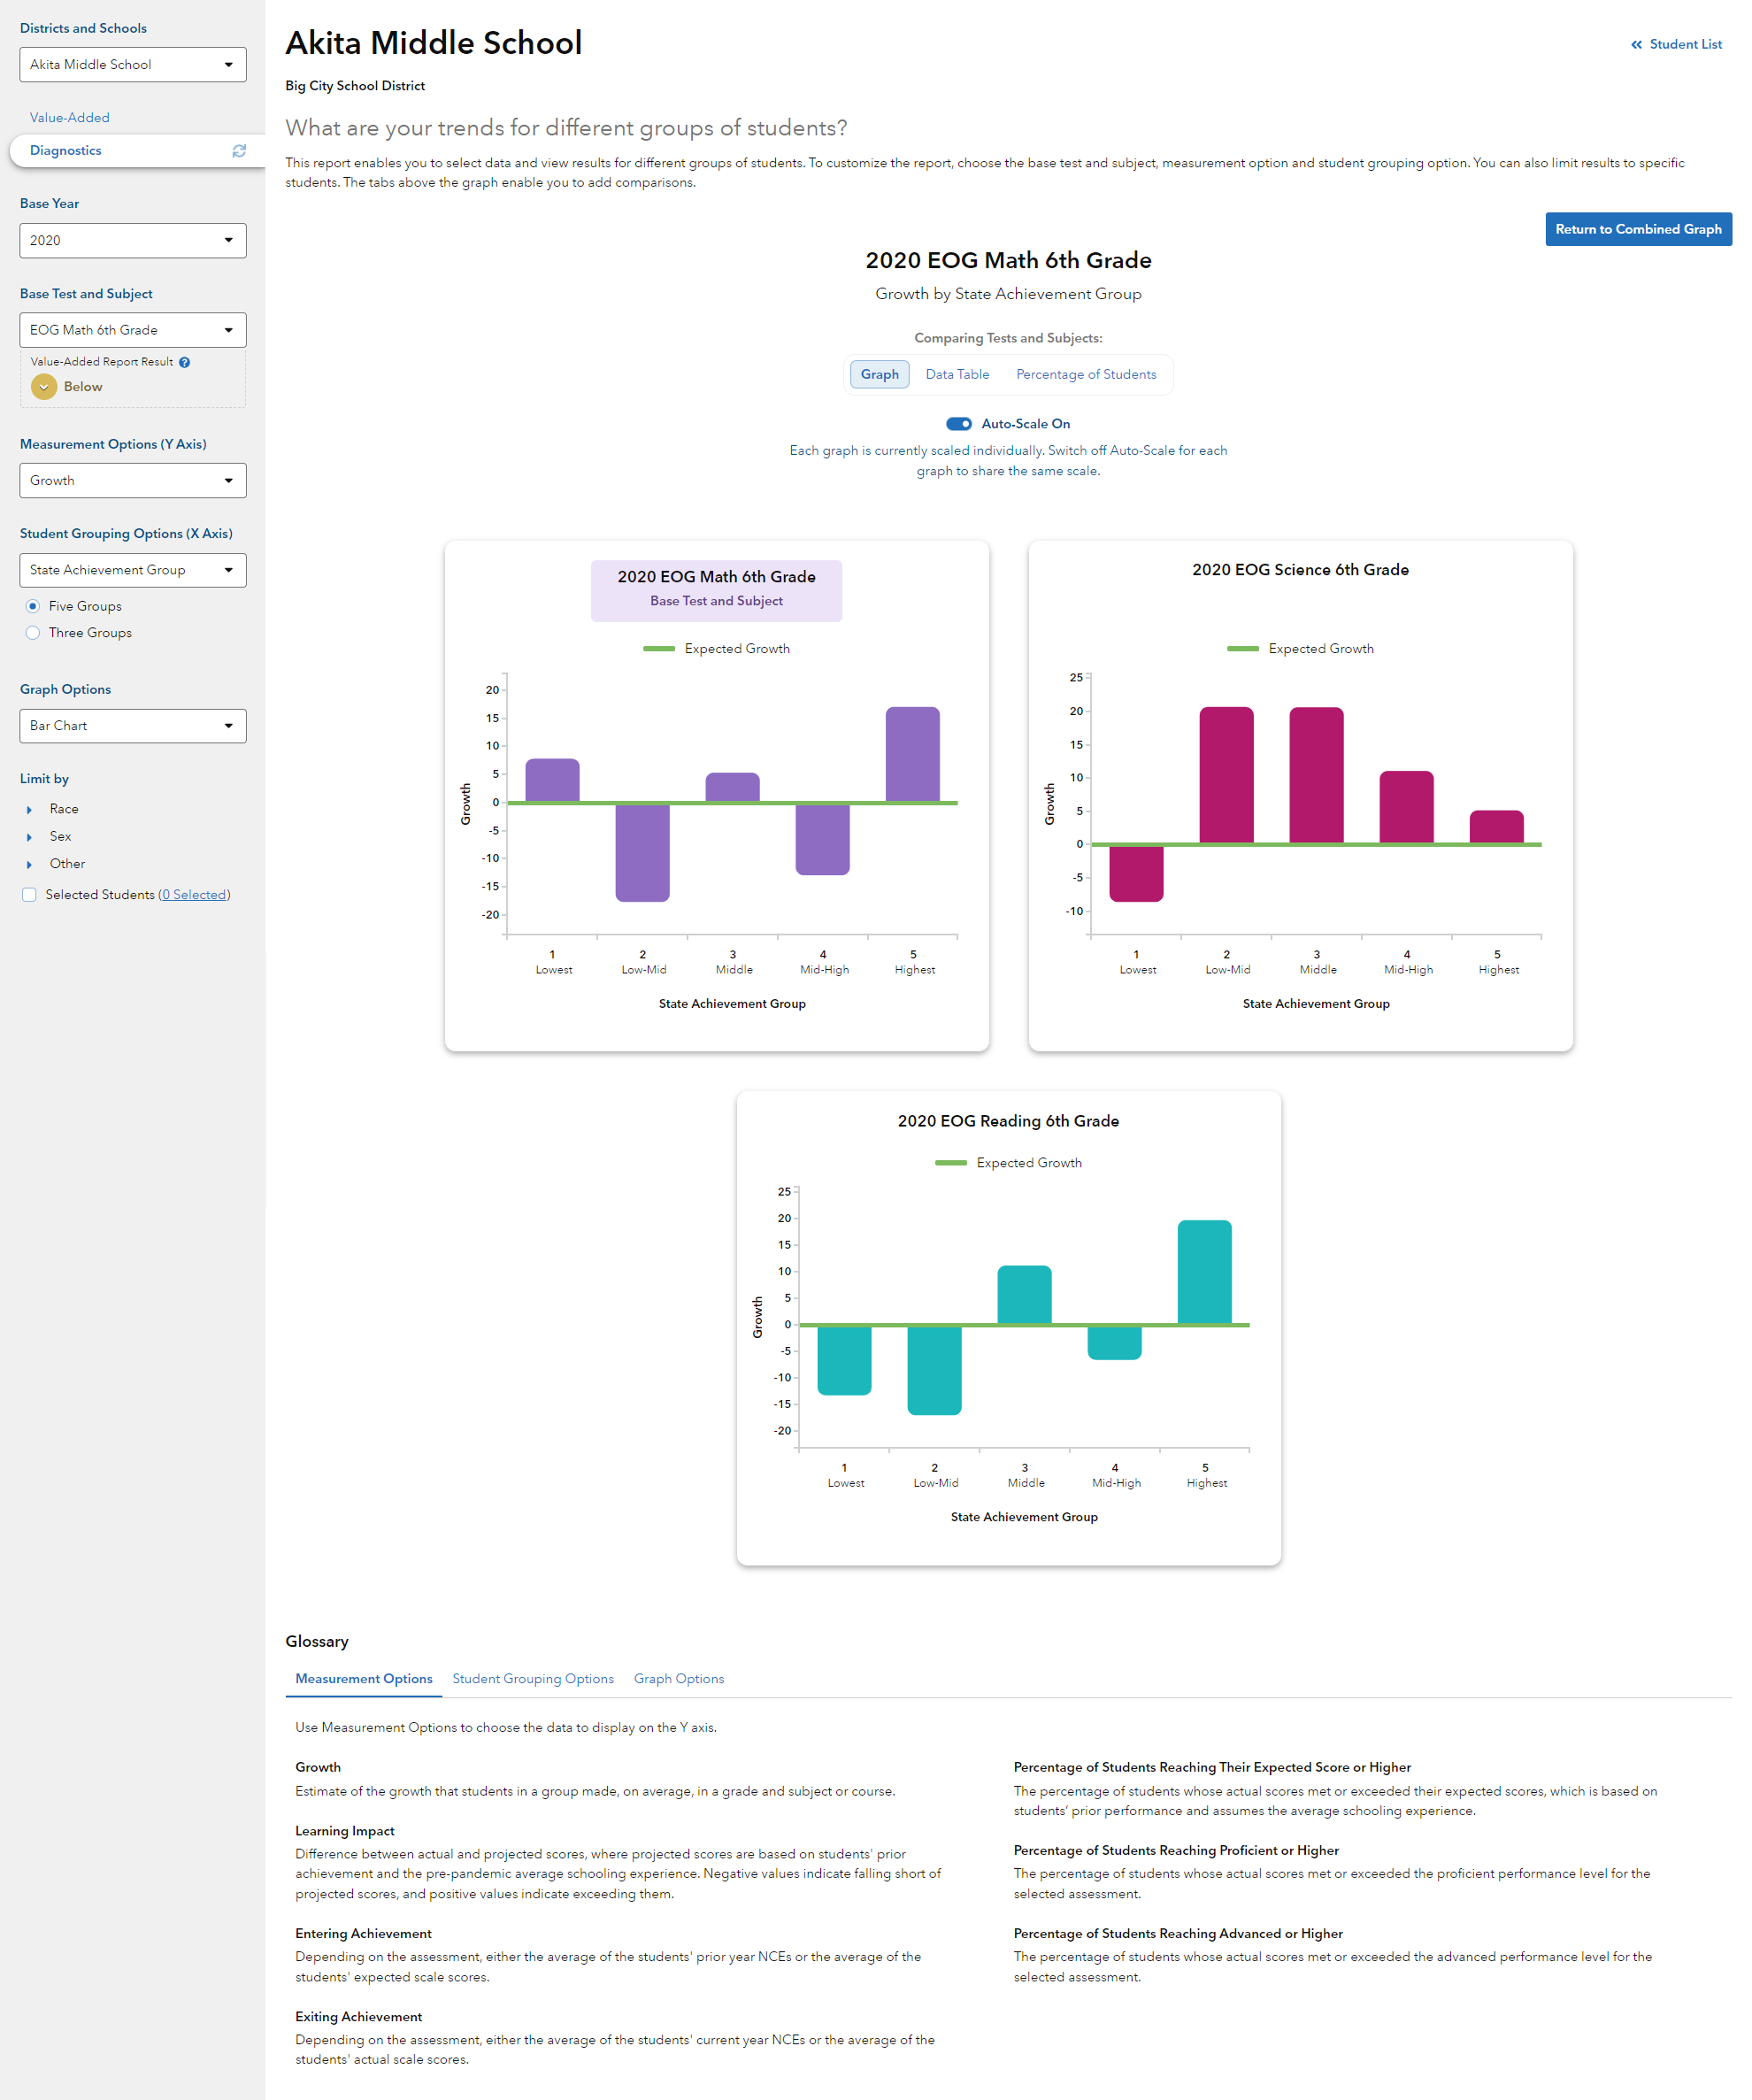 Districts and Schools
Akita Middle School
Value-Added
Diagnostics
Base Year
2020
Base Test and Subject
EOG Math 6th Grade
Value-Added Report Result ?
Below
Measurement Options (Y Axis)
Growth
Student Grouping Options (X Axis)
State Achievement Group
Five Groups
Three Groups
Graph Options
Bar Chart
Limit by
Race
Sex
Other
Selected Students (0 Selected)
Akita Middle School
« Student List
Big City School District
What are your trends for different groups of students?
This report enables you to select data and view results for different groups of students. To customize the report, choose the base test and subject, measurement option and student grouping option. You can also limit results to specific
students. The tabs above the graph enable you to add comparisons.
Return to Combined Graph
2020 EOG Math 6th Grade
Growth by State Achievement Group
Comparing Tests and Subjects:
Graph Data Table Percentage of Students
Auto-Scale On
Each graph is currently scaled individually. Switch off Auto-Scale for each
graph to share the same scale.
2020 EOG Math 6th Grade
Base Test and Subject
Expected Growth
Growth
20
15
10
5
0
-5
-10
-15
-20
1 2 3 4 5
Lowest Low-Mid Middle Mid-High Highest
State Achievement Group
2020 EOG Science 6th Grade
Expected Growth
Growth
25
20
15
10
5
0
-5
-10
1 2 3 4 5
Lowest Low-Mid Middle Mid-High Highest
State Achievement Group
2020 EOG Reading 6th Grade
Expected Growth
Growth
25
20
15
10
5
0
-5
-10
-15
-20
1 2 3 4 5
Lowest Low-Mid Middle Mid-High Highest
State Achievement Group
Glossary
Measurement Options Student Grouping Options Graph Options
Use Measurement Options to choose the data to display on the Y axis.
Growth
Estimate of the growth that students in a group made, on average, in a grade and subject or course.
Learning Impact
Difference between actual and projected scores, where projected scores are based on students' prior
achievement and the pre-pandemic average schooling experience. Negative values indicate falling short of
projected scores, and positive values indicate exceeding them.
Entering Achievement
Depending on the assessment, either the average of the students' prior year NCEs or the average of the
students' expected scale scores.
Exiting Achievement
Depending on the assessment, either the average of the students' current year NCEs or the average of the
students' actual scale scores.
Percentage of Students Reaching Their Expected Score or Higher
The percentage of students whose actual scores met or exceeded their expected scores, which is based on
students' prior performance and assumes the average schooling experience.
Percentage of Students Reaching Proficient or Higher
The percentage of students whose actual scores met or exceeded the proficient performance level for the
selected assessment.
Percentage of Students Reaching Advanced or Higher
The percentage of students whose actual scores met or exceeded the advanced performance level for the
selected assessment.